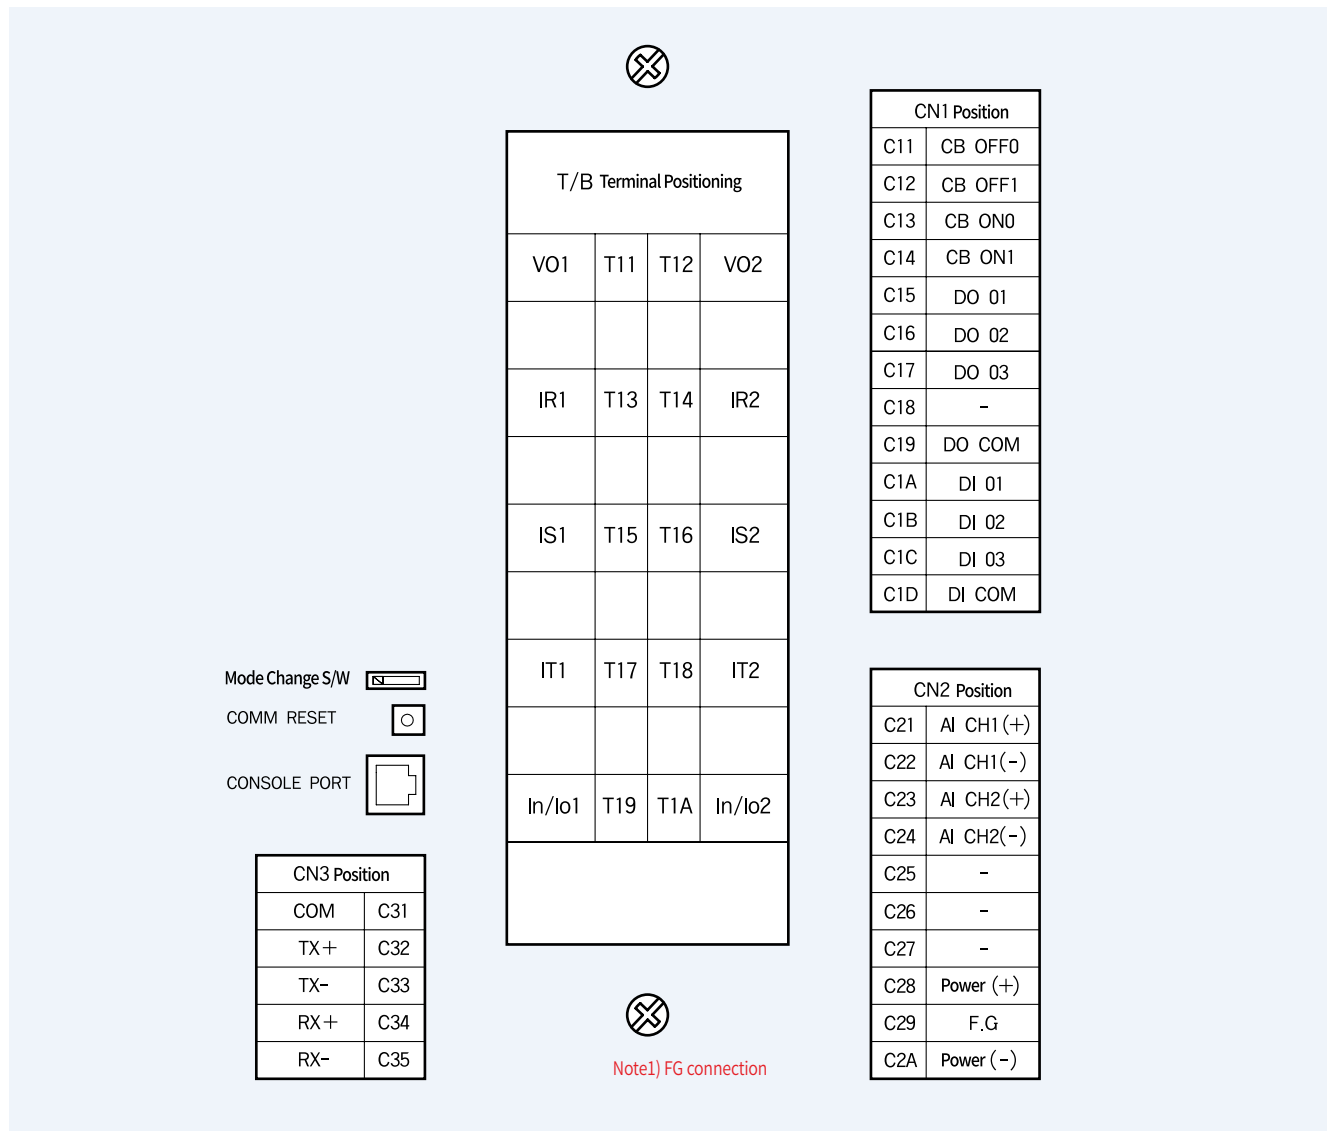 T/B Terminal Positioning
VO1 T11 T12 VO2
IR1 T13 T14 IR2
IS1 T15 T16 IS2
IT1 T17 T18 IT2
In/Io1 T19 T1A In/Io2
CN1 Position
C11 CB OFF0
C12 CB OFF1
C13 CB ON0
C14 CB ON1
C15 DO 01
C16 DO 02
C17 DO 03
C18 -
C19 DO COM
C1A DI 01
C1B DI 02
C1C DI 03
C1D DI COM
Mode Change S/W
COMM RESET
CONSOLE PORT
CN3 Position
COM C31
TX+ C32
TX- C33
RX+ C34
RX- C35
CN2 Position
C21 AI CH1(+)
C22 AI CH1(-)
C23 AI CH2(+)
C24 AI CH2(-)
C25 -
C26 -
C27 -
C28 Power (+)
C29 F.G
C2A Power (-)
Note1) FG connection